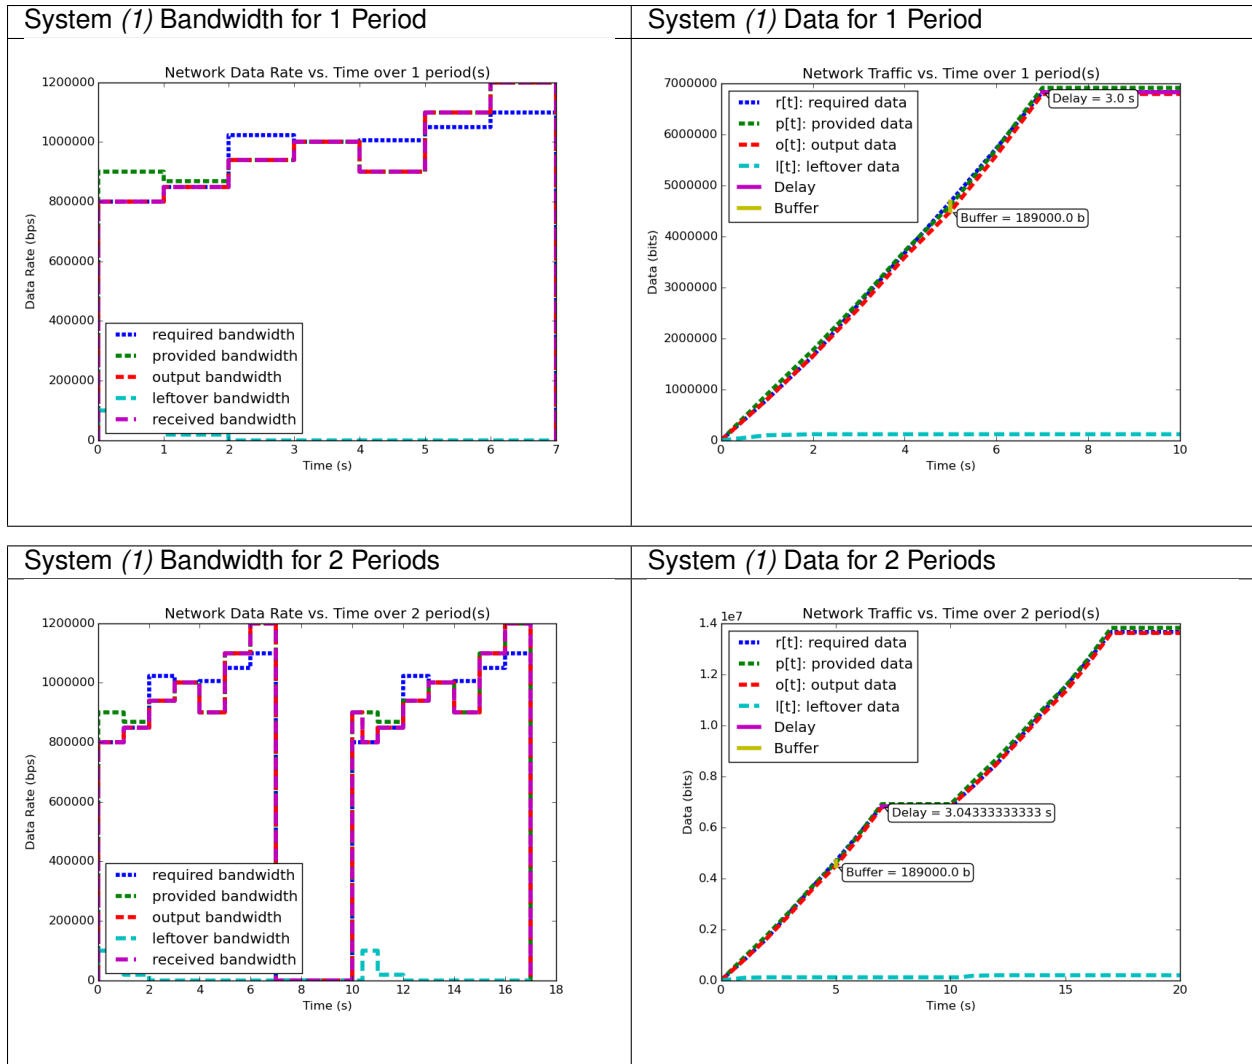 System (1) Bandwidth for 1 Period
System (1) Data for 1 Period
Network Data Rate vs. Time over 1 period(s)
1200000
1000000
800000
600000
400000
200000
0
Data Rate (bps)
required bandwidth
provided bandwidth
output bandwidth
leftover bandwidth
received bandwidth
0 1 2 3 4 5 6 7
Time (s)
Network Traffic vs. Time over 1 period(s)
7000000
6000000
5000000
4000000
3000000
2000000
1000000
0
Data (bits)
r[t]: required data
p[t]: provided data
o[t]: output data
l[t]: leftover data
Delay
Buffer
Delay = 3.0 s
Buffer = 189000.0 b
0 2 4 6 8 10
Time (s)
System (1) Bandwidth for 2 Periods
System (1) Data for 2 Periods
Network Data Rate vs. Time over 2 period(s)
1200000
1000000
800000
600000
400000
200000
0
Data Rate (bps)
required bandwidth
provided bandwidth
output bandwidth
leftover bandwidth
received bandwidth
0 2 4 6 8 10 12 14 16 18
Time (s)
Network Traffic vs. Time over 2 period(s)
1e7
1.4
1.2
1.0
0.8
0.6
0.4
0.2
0.0
Data (bits)
r[t]: required data
p[t]: provided data
o[t]: output data
l[t]: leftover data
Delay
Buffer
Delay = 3.04333333333 s
Buffer = 189000.0 b
0 5 10 15 20
Time (s)